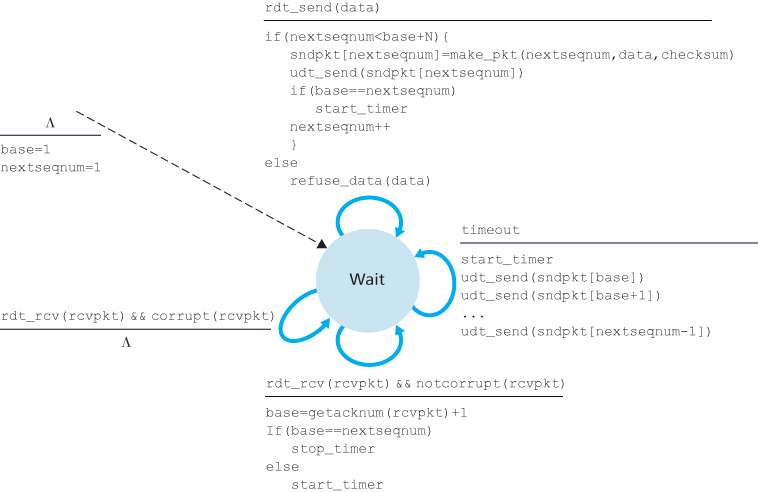 rdt_send(data)
if(nextseqnum<base+N){
sndpkt[nextseqnum]=make_pkt(nextseqnum,data,checksum)
udt_send(sndpkt[nextseqnum])
if(base==nextseqnum)
start_timer
nextseqnum++
}
else
refuse_data(data)
Λ
base=1
nextseqnum=1
timeout
start_timer
udt_send(sndpkt[base])
udt_send(sndpkt[base+1])
...
udt_send(sndpkt[nextseqnum-1])
Wait
rdt_rcv(rcvpkt) && corrupt(rcvpkt)
Λ
rdt_rcv(rcvpkt) && notcorrupt(rcvpkt)
base=getacknum(rcvpkt)+1
If(base==nextseqnum)
stop_timer
else
start_timer